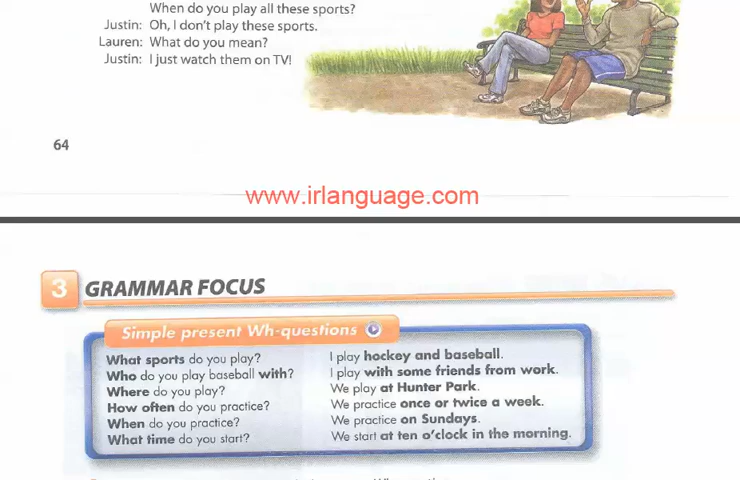 When do you play all these sports?
Justin: Oh, I don't play these sports.
Lauren: What do you mean?
Justin: I just watch them on TV!
64
www.irlanguage.com
3 GRAMMAR FOCUS
Simple present Wh-questions
What sports do you play? I play hockey and baseball.
Who do you play baseball with? I play with some friends from work.
Where do you play? We play at Hunter Park.
How often do you practice? We practice once or twice a week.
When do you practice? We practice on Sundays.
What time do you start? We start at ten o'clock in the morning.